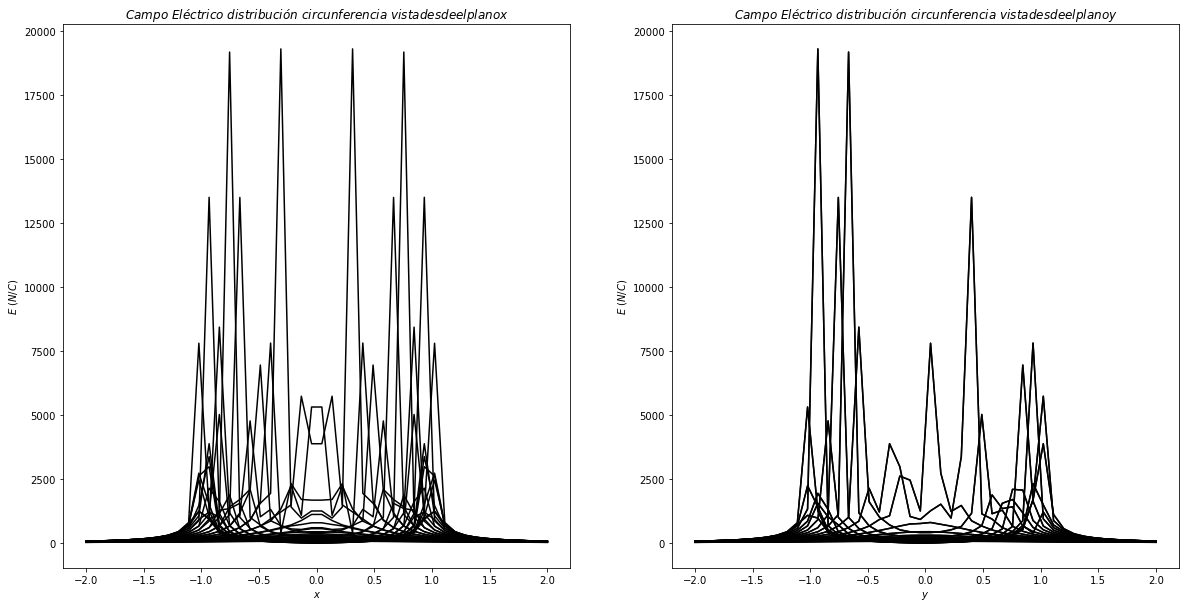 Campo Eléctrico distribución circunferencia vistadesdeelplanox
20000
17500
15000
12500
10000
7500
5000
2500
0
E (N/C)
−2.0 −1.5 −1.0 −0.5 0.0 0.5 1.0 1.5 2.0
x
Campo Eléctrico distribución circunferencia vistadesdeelplanoy
20000
17500
15000
12500
10000
7500
5000
2500
0
E (N/C)
−2.0 −1.5 −1.0 −0.5 0.0 0.5 1.0 1.5 2.0
y